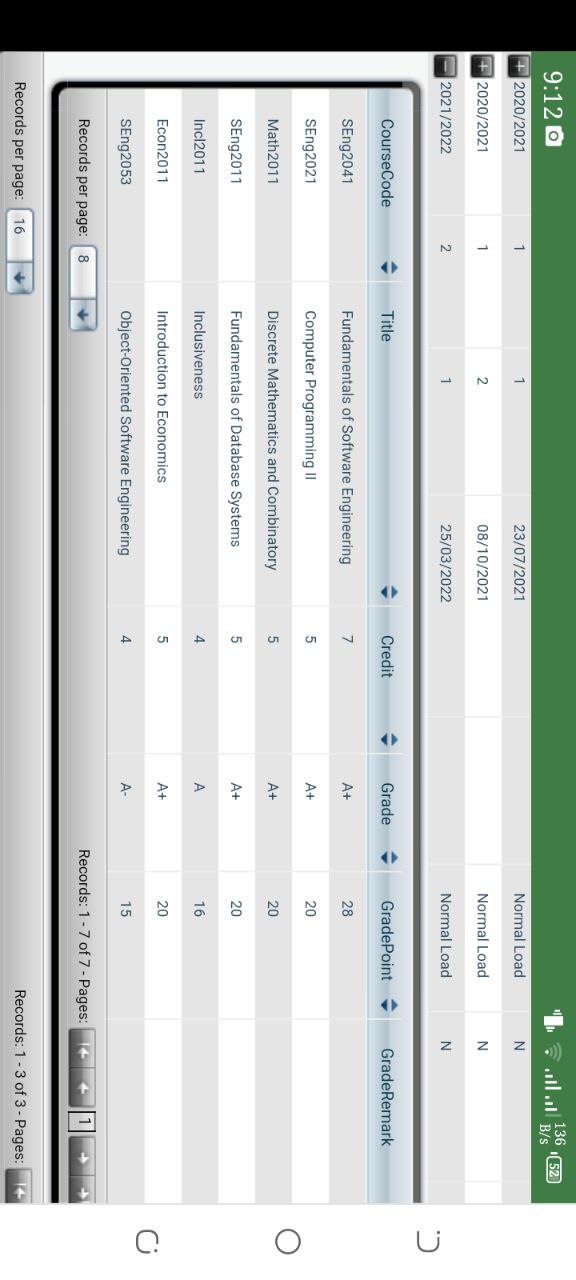 9:12
136 B/s 52
2020/2021 1 1 23/07/2021 Normal Load N
2020/2021 1 2 08/10/2021 Normal Load N
2021/2022 2 1 25/03/2022 Normal Load N
CourseCode Title Credit Grade GradePoint GradeRemark
SEng2041 Fundamentals of Software Engineering 7 A+ 28
SEng2021 Computer Programming II 5 A+ 20
Math2011 Discrete Mathematics and Combinatory 5 A+ 20
SEng2011 Fundamentals of Database Systems 5 A+ 20
Incl2011 Inclusiveness 4 A 16
Econ2011 Introduction to Economics 5 A+ 20
SEng2053 Object-Oriented Software Engineering 4 A- 15
Records per page: 8 Records: 1 - 7 of 7 - Pages: 1
Records per page: 16 Records: 1 - 3 of 3 - Pages: